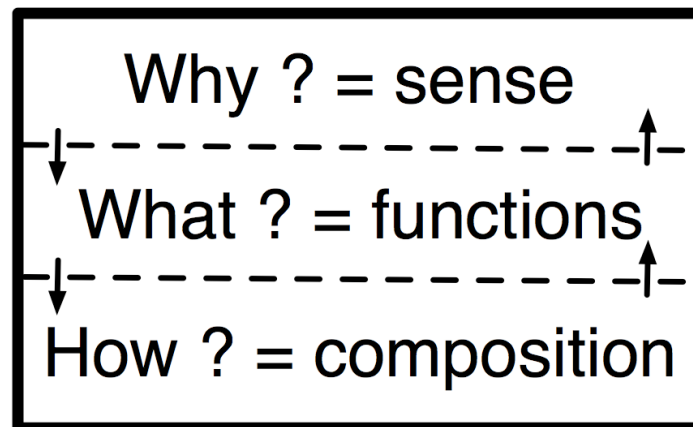 Why ? = sense
What ? = functions
How ? = composition